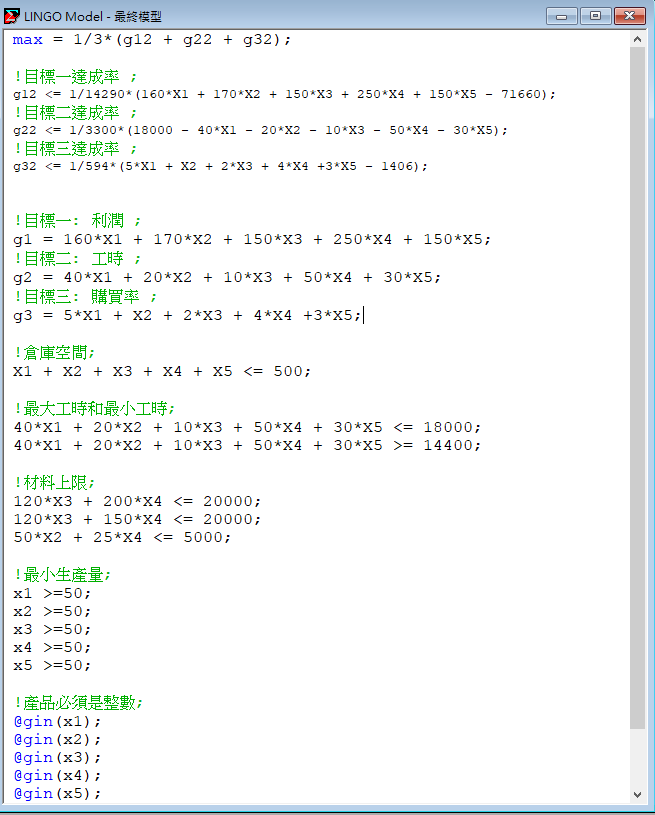 LINGO Model - 最終模型
max = 1/3*(g12 + g22 + g32);
!目標一達成率 ;
g12 <= 1/14290*(160*X1 + 170*X2 + 150*X3 + 250*X4 + 150*X5 - 71660);
!目標二達成率 ;
g22 <= 1/3300*(18000 - 40*X1 - 20*X2 - 10*X3 - 50*X4 - 30*X5);
!目標三達成率 ;
g32 <= 1/594*(5*X1 + X2 + 2*X3 + 4*X4 +3*X5 - 1406);
!目標一: 利潤 ;
g1 = 160*X1 + 170*X2 + 150*X3 + 250*X4 + 150*X5;
!目標二: 工時 ;
g2 = 40*X1 + 20*X2 + 10*X3 + 50*X4 + 30*X5;
!目標三: 購買率 ;
g3 = 5*X1 + X2 + 2*X3 + 4*X4 +3*X5;
!倉庫空間;
X1 + X2 + X3 + X4 + X5 <= 500;
!最大工時和最小工時;
40*X1 + 20*X2 + 10*X3 + 50*X4 + 30*X5 <= 18000;
40*X1 + 20*X2 + 10*X3 + 50*X4 + 30*X5 >= 14400;
!材料上限;
120*X3 + 200*X4 <= 20000;
120*X3 + 150*X4 <= 20000;
50*X2 + 25*X4 <= 5000;
!最小生產量;
x1 >=50;
x2 >=50;
x3 >=50;
x4 >=50;
x5 >=50;
!產品必須是整數;
@gin(x1);
@gin(x2);
@gin(x3);
@gin(x4);
@gin(x5);